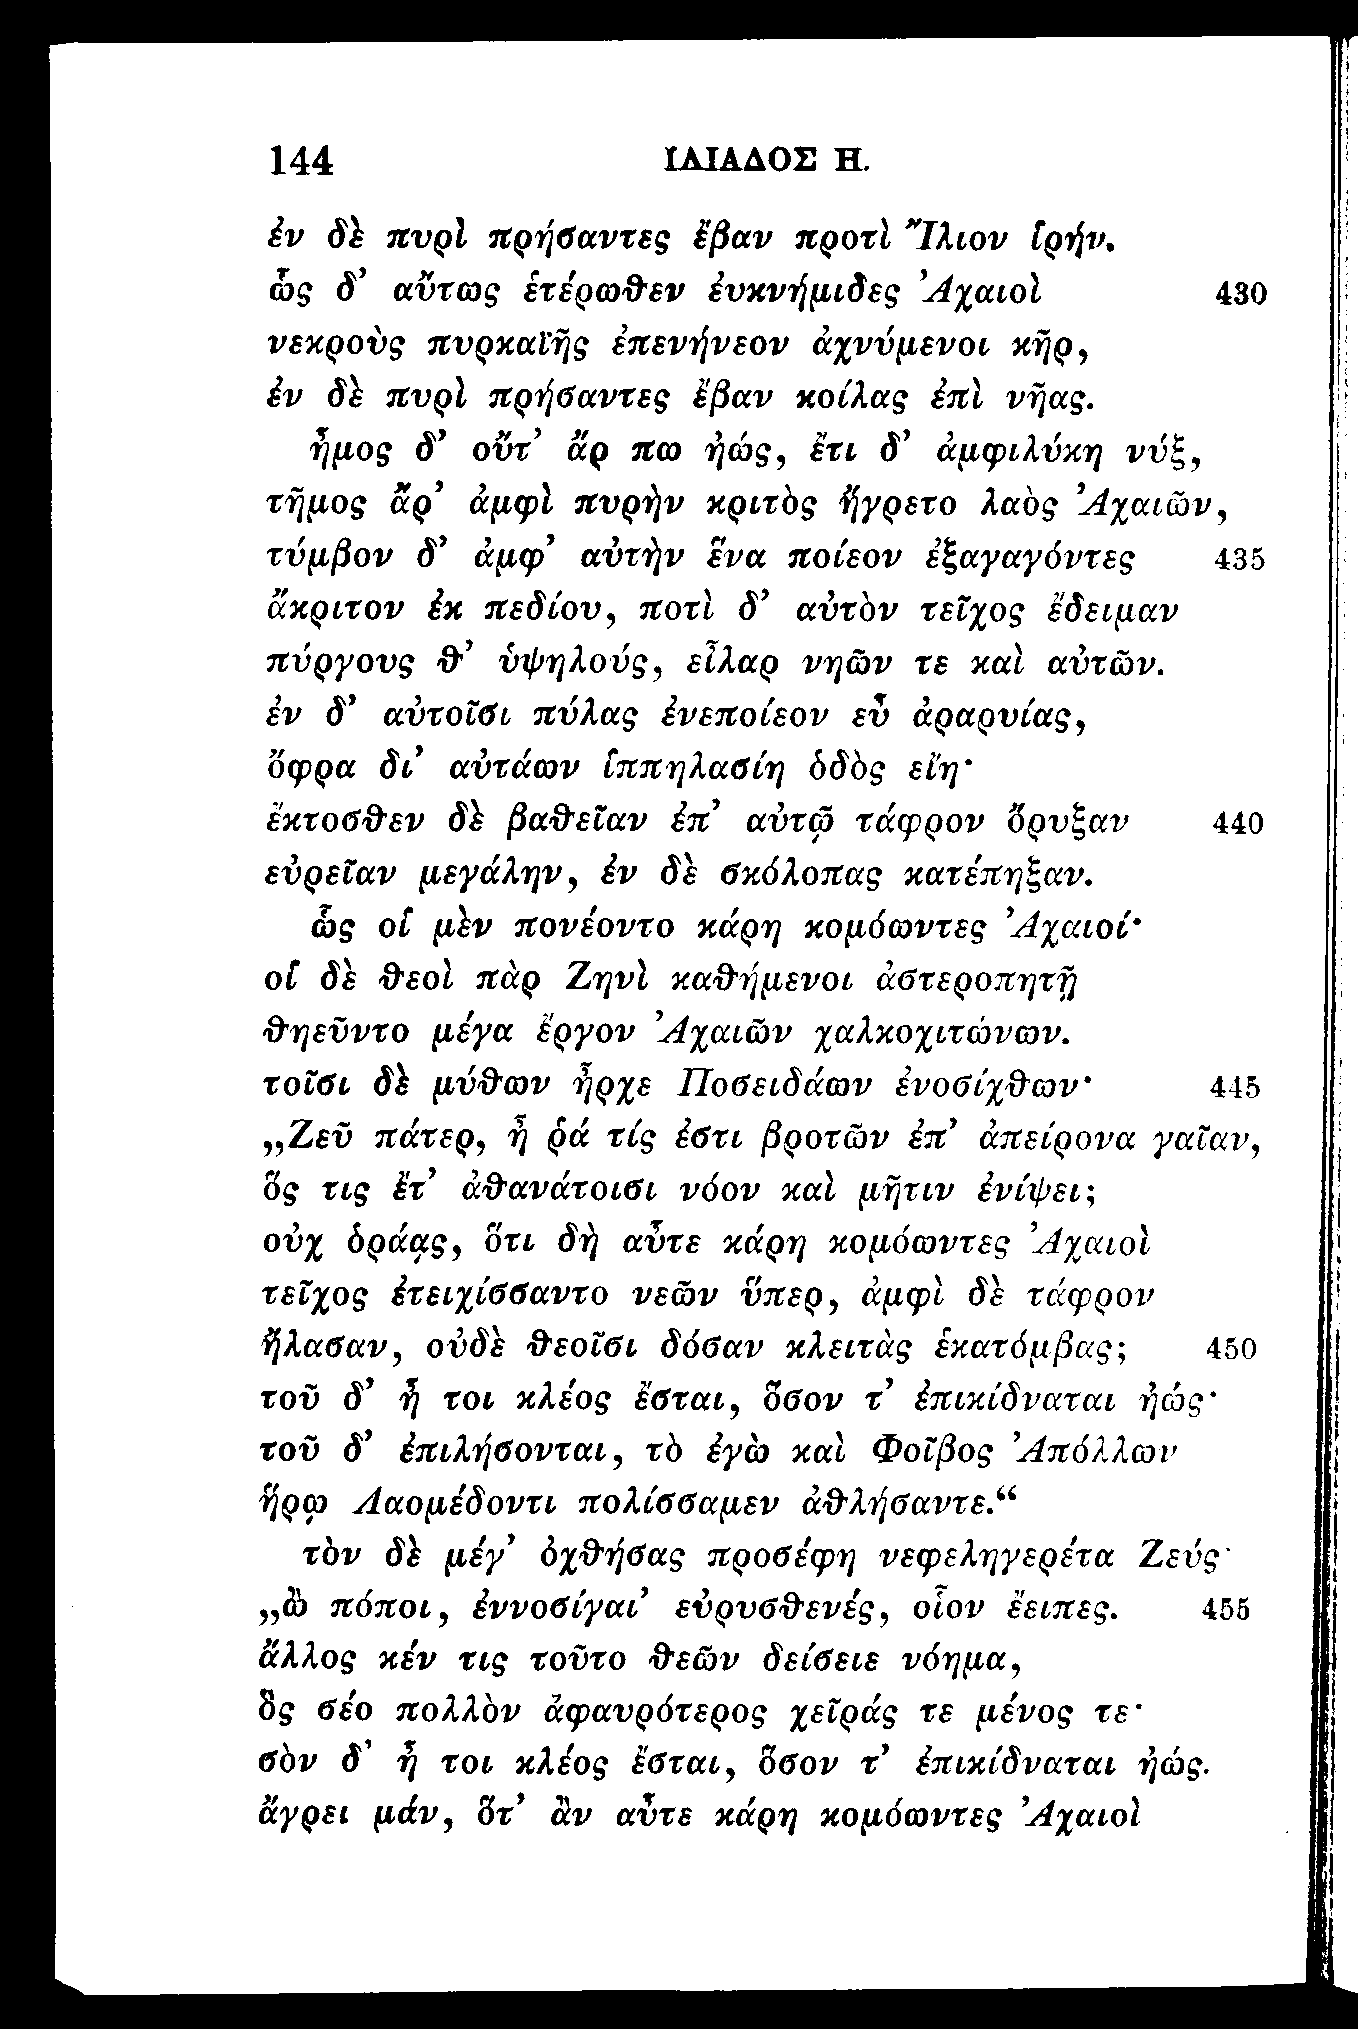 144 ΙΛΙΑΔΟΣ Η.
ἐν δὲ πυρὶ πρήσαντες ἔβαν προτὶ Ἴλιον ἱρήν.
ὣς δ’ αὔτως ἑτέρωθεν ἐυκνήμιδες Ἀχαιοὶ 430
νεκροὺς πυρκαϊῆς ἐπενήνεον ἀχνύμενοι κῆρ,
ἐν δὲ πυρὶ πρήσαντες ἔβαν κοίλας ἐπὶ νῆας.
ἦμος δ’ οὔτ’ ἄρ πω ἠώς, ἔτι δ’ ἀμφιλύκη νύξ,
τῆμος ἄρ’ ἀμφὶ πυρὴν κριτὸς ἤγρετο λαὸς Ἀχαιῶν,
τύμβον δ’ ἀμφ’ αὐτὴν ἕνα ποίεον ἐξαγαγόντες 435
ἄκριτον ἐκ πεδίου, ποτὶ δ’ αὐτὸν τεῖχος ἔδειμαν
πύργους θ’ ὑψηλούς, εἶλαρ νηῶν τε καὶ αὐτῶν.
ἐν δ’ αὐτοῖσι πύλας ἐνεποίεον εὖ ἀραρυίας,
ὄφρα δι’ αὐτάων ἱππηλασίη ὁδὸς εἴη·
ἔκτοσθεν δὲ βαθεῖαν ἐπ’ αὐτῷ τάφρον ὄρυξαν 440
εὐρεῖαν μεγάλην, ἐν δὲ σκόλοπας κατέπηξαν.
ὣς οἳ μὲν πονέοντο κάρη κομόωντες Ἀχαιοί·
οἳ δὲ θεοὶ πὰρ Ζηνὶ καθήμενοι ἀστεροπητῇ
θηεῦντο μέγα ἔργον Ἀχαιῶν χαλκοχιτώνων.
τοῖσι δὲ μύθων ἦρχε Ποσειδάων ἐνοσίχθων· 445
„Ζεῦ πάτερ, ἦ ῥά τίς ἐστι βροτῶν ἐπ’ ἀπείρονα γαῖαν,
ὅς τις ἔτ’ ἀθανάτοισι νόον καὶ μῆτιν ἐνίψει;
οὐχ ὁράᾳς, ὅτι δὴ αὖτε κάρη κομόωντες Ἀχαιοὶ
τεῖχος ἐτειχίσσαντο νεῶν ὕπερ, ἀμφὶ δὲ τάφρον
ἤλασαν, οὐδὲ θεοῖσι δόσαν κλειτὰς ἑκατόμβας; 450
τοῦ δ’ ἦ τοι κλέος ἔσται, ὅσον τ’ ἐπικίδναται ἠώς·
τοῦ δ’ ἐπιλήσονται, τὸ ἐγὼ καὶ Φοῖβος Ἀπόλλων
ἥρῳ Λαομέδοντι πολίσσαμεν ἀθλήσαντε.“
τὸν δὲ μέγ’ ὀχθήσας προσέφη νεφεληγερέτα Ζεύς·
„ὢ πόποι, ἐννοσίγαι’ εὐρυσθενές, οἷον ἔειπες. 455
ἄλλος κέν τις τοῦτο θεῶν δείσειε νόημα,
ὃς σέο πολλὸν ἀφαυρότερος χεῖράς τε μένος τε·
σὸν δ’ ἦ τοι κλέος ἔσται, ὅσον τ’ ἐπικίδναται ἠώς.
ἄγρει μάν, ὅτ’ ἂν αὖτε κάρη κομόωντες Ἀχαιοὶ